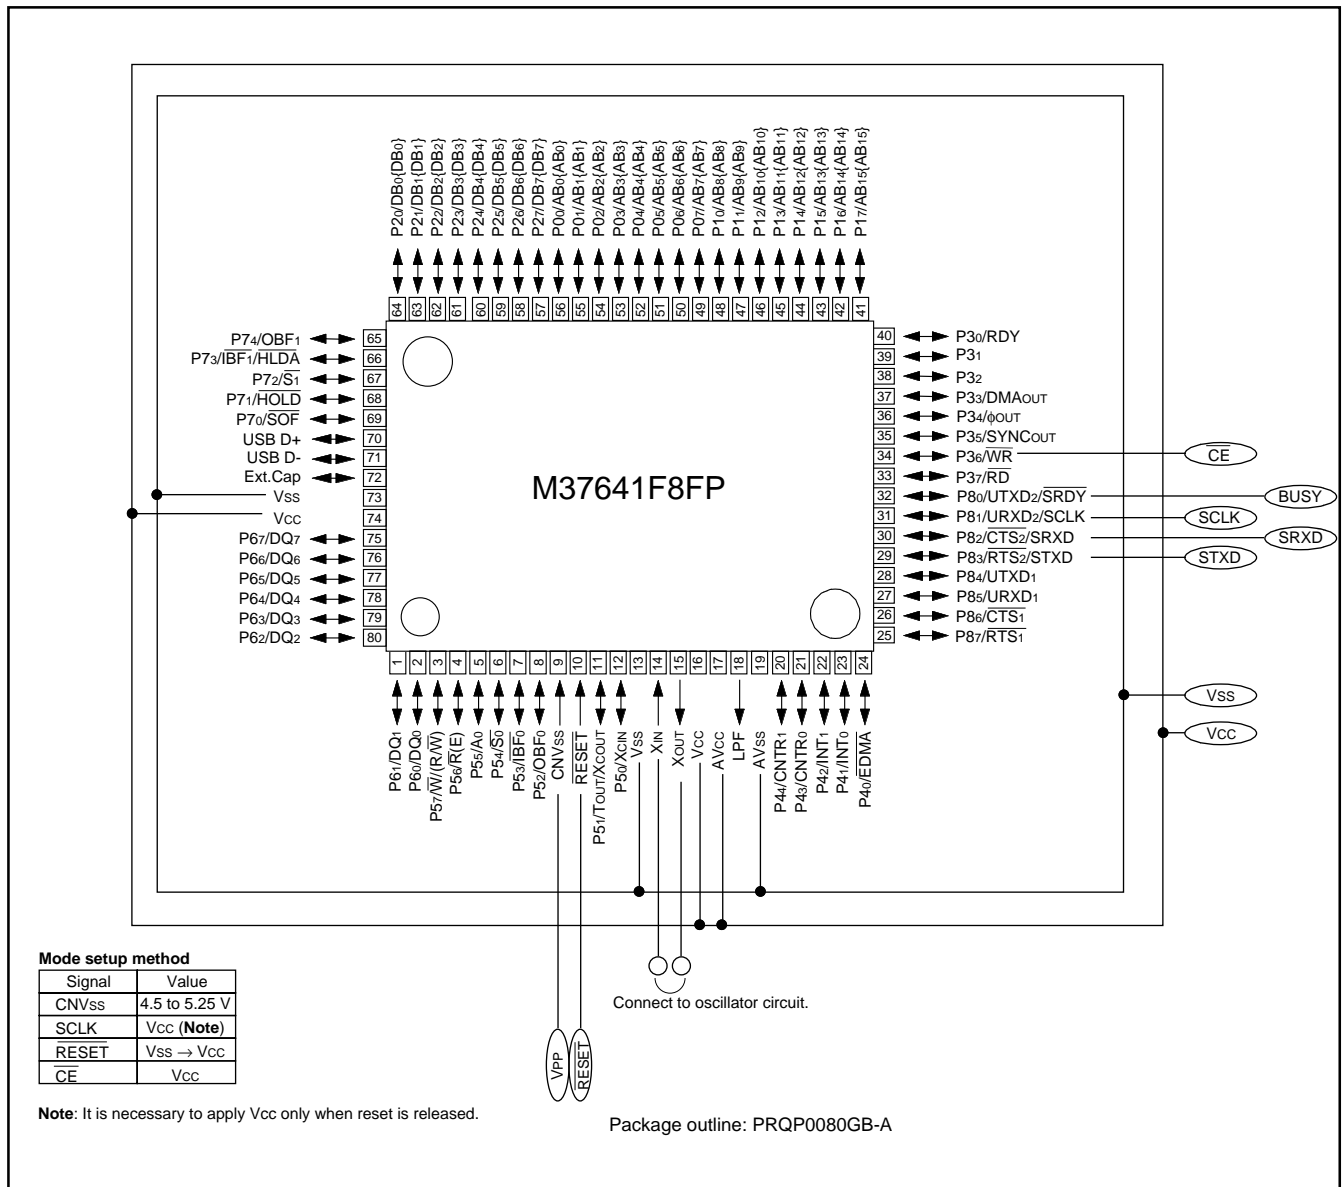 P20/DB0{DB0}
P21/DB1{DB1}
P22/DB2{DB2}
P23/DB3{DB3}
P24/DB4{DB4}
P25/DB5{DB5}
P26/DB6{DB6}
P27/DB7{DB7}
P00/AB0{AB0}
P01/AB1{AB1}
P02/AB2{AB2}
P03/AB3{AB3}
P04/AB4{AB4}
P05/AB5{AB5}
P06/AB6{AB6}
P07/AB7{AB7}
P10/AB8{AB8}
P11/AB9{AB9}
P12/AB10{AB10}
P13/AB11{AB11}
P14/AB12{AB12}
P15/AB13{AB13}
P16/AB14{AB14}
P17/AB15{AB15}
64 63 62 61 60 59 58 57 56 55 54 53 52 51 50 49 48 47 46 45 44 43 42 41
P74/OBF1 65
P73/IBF1/HLDA 66
P72/S1 67
P71/HOLD 68
P70/SOF 69
USB D+ 70
USB D- 71
Ext.Cap 72
Vss 73
Vcc 74
P67/DQ7 75
P66/DQ6 76
P65/DQ5 77
P64/DQ4 78
P63/DQ3 79
P62/DQ2 80
M37641F8FP
40 P30/RDY
39 P31
38 P32
37 P33/DMAOUT
36 P34/ϕOUT
35 P35/SYNCOUT
34 P36/WR
33 P37/RD
32 P80/UTXD2/SRDY
31 P81/URXD2/SCLK
30 P82/CTS2/SRXD
29 P83/RTS2/STXD
28 P84/UTXD1
27 P85/URXD1
26 P86/CTS1
25 P87/RTS1
CE
BUSY
SCLK
SRXD
STXD
Vss
Vcc
1 2 3 4 5 6 7 8 9 10 11 12 13 14 15 16 17 18 19 20 21 22 23 24
P61/DQ1
P60/DQ0
P57/W/(R/W)
P56/R(E)
P55/A0
P54/S0
P53/IBF0
P52/OBF0
CNVss
RESET
P51/TOUT/XCOUT
P50/XCIN
Vss
XIN
XOUT
Vcc
AVcc
LPF
AVss
P44/CNTR1
P43/CNTR0
P42/INT1
P41/INT0
P40/EDMA
Connect to oscillator circuit.
VPP
RESET
Mode setup method
Signal Value
CNVss 4.5 to 5.25 V
SCLK Vcc (Note)
RESET Vss → Vcc
CE Vcc
Note: It is necessary to apply Vcc only when reset is released.
Package outline: PRQP0080GB-A